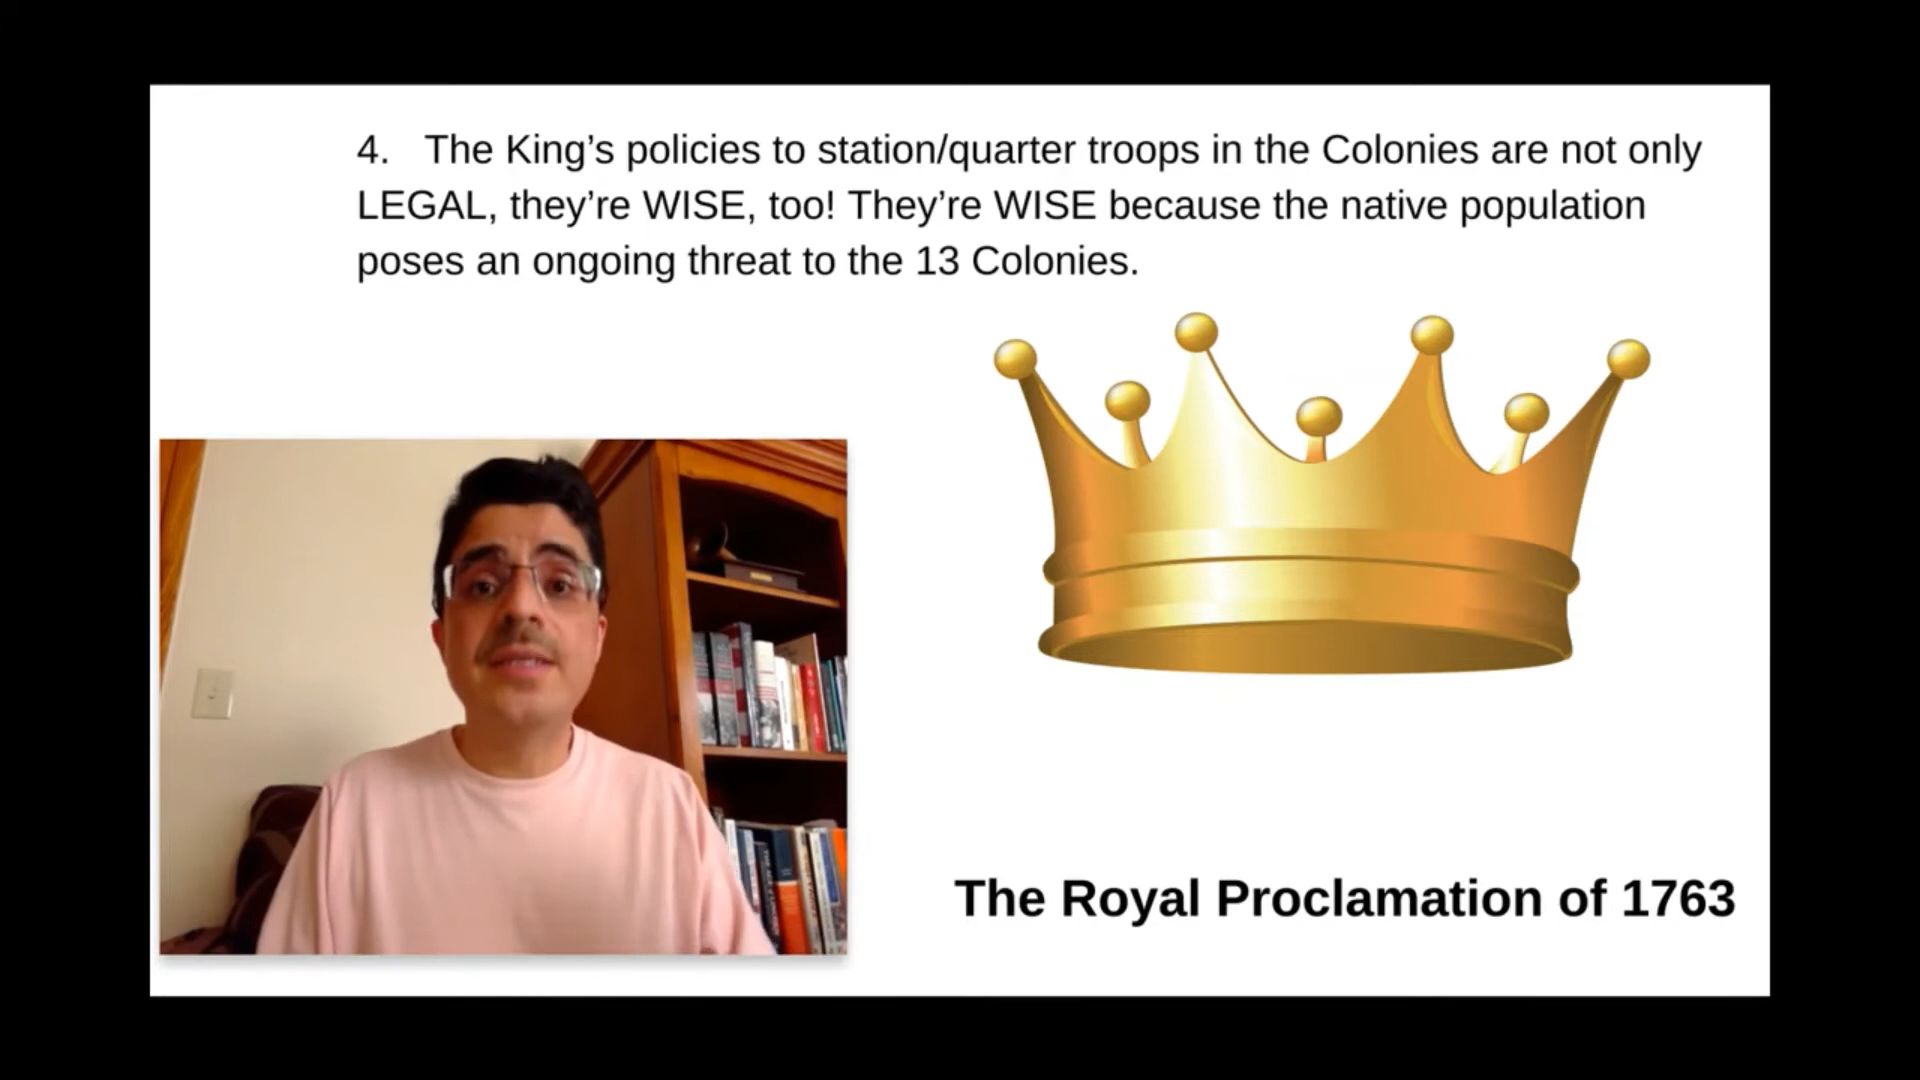 4. The King’s policies to station/quarter troops in the Colonies are not only
LEGAL, they’re WISE, too! They’re WISE because the native population
poses an ongoing threat to the 13 Colonies.
The Royal Proclamation of 1763